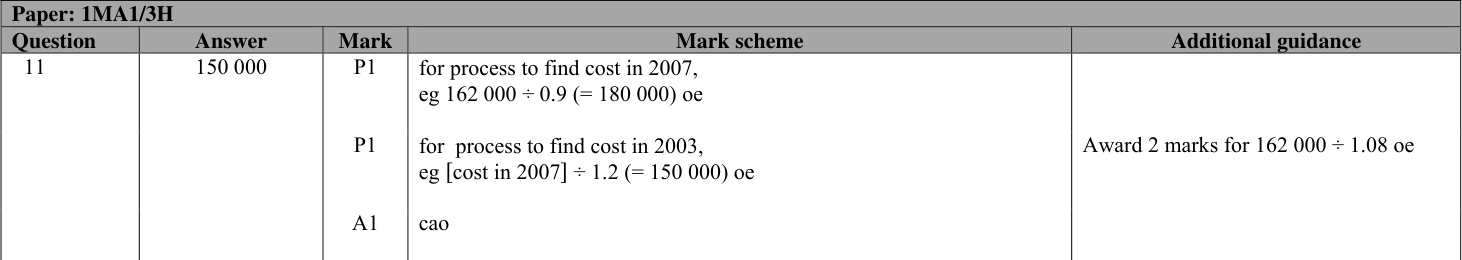 Paper: 1MA1/3H
Question Answer Mark Mark scheme Additional guidance
11 150 000 P1 for process to find cost in 2007,
eg 162 000 ÷ 0.9 (= 180 000) oe
P1 for  process to find cost in 2003, Award 2 marks for 162 000 ÷ 1.08 oe
eg [cost in 2007] ÷ 1.2 (= 150 000) oe
A1 cao